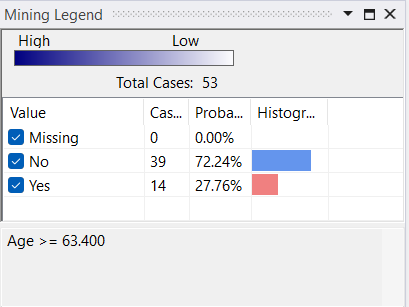 Mining Legend
High Low
Total Cases: 53
Value Cas... Proba... Histogr...
Missing 0 0.00%
No 39 72.24%
Yes 14 27.76%
Age >= 63.400